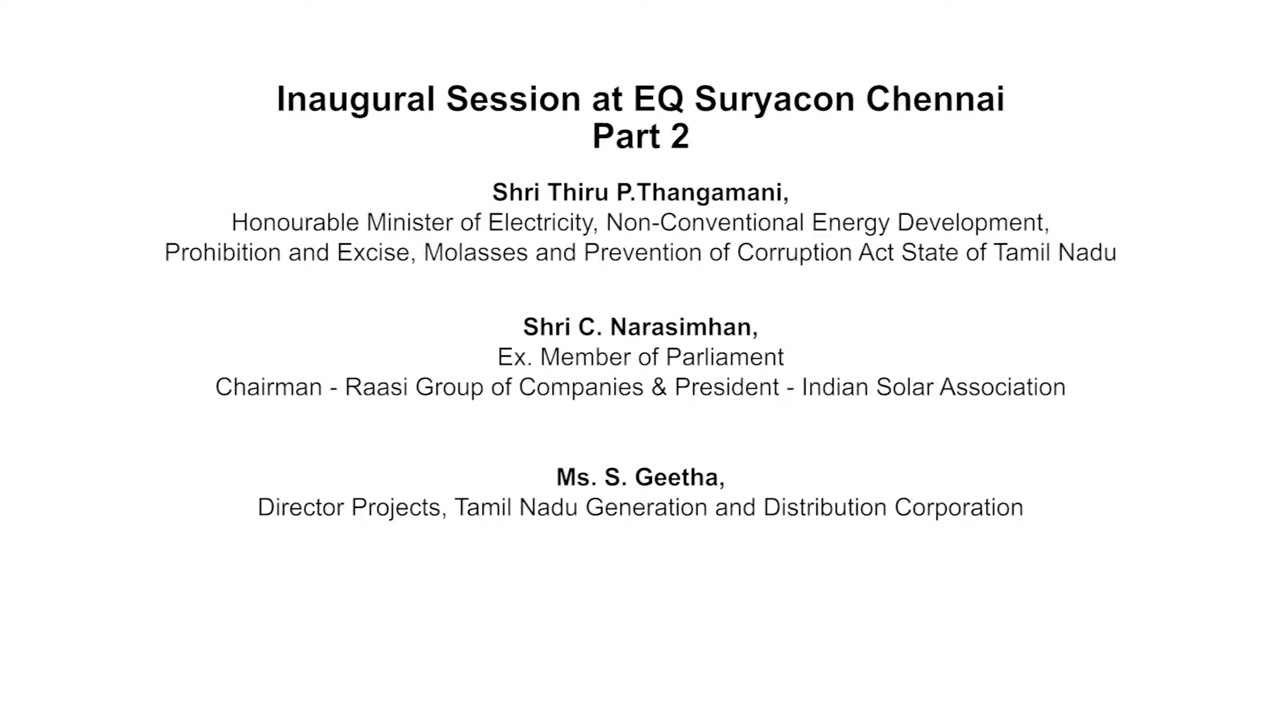 Inaugural Session at EQ Suryacon Chennai
Part 2
Shri Thiru P.Thangamani,
Honourable Minister of Electricity, Non-Conventional Energy Development,
Prohibition and Excise, Molasses and Prevention of Corruption Act State of Tamil Nadu
Shri C. Narasimhan,
Ex. Member of Parliament
Chairman - Raasi Group of Companies & President - Indian Solar Association
Ms. S. Geetha,
Director Projects, Tamil Nadu Generation and Distribution Corporation